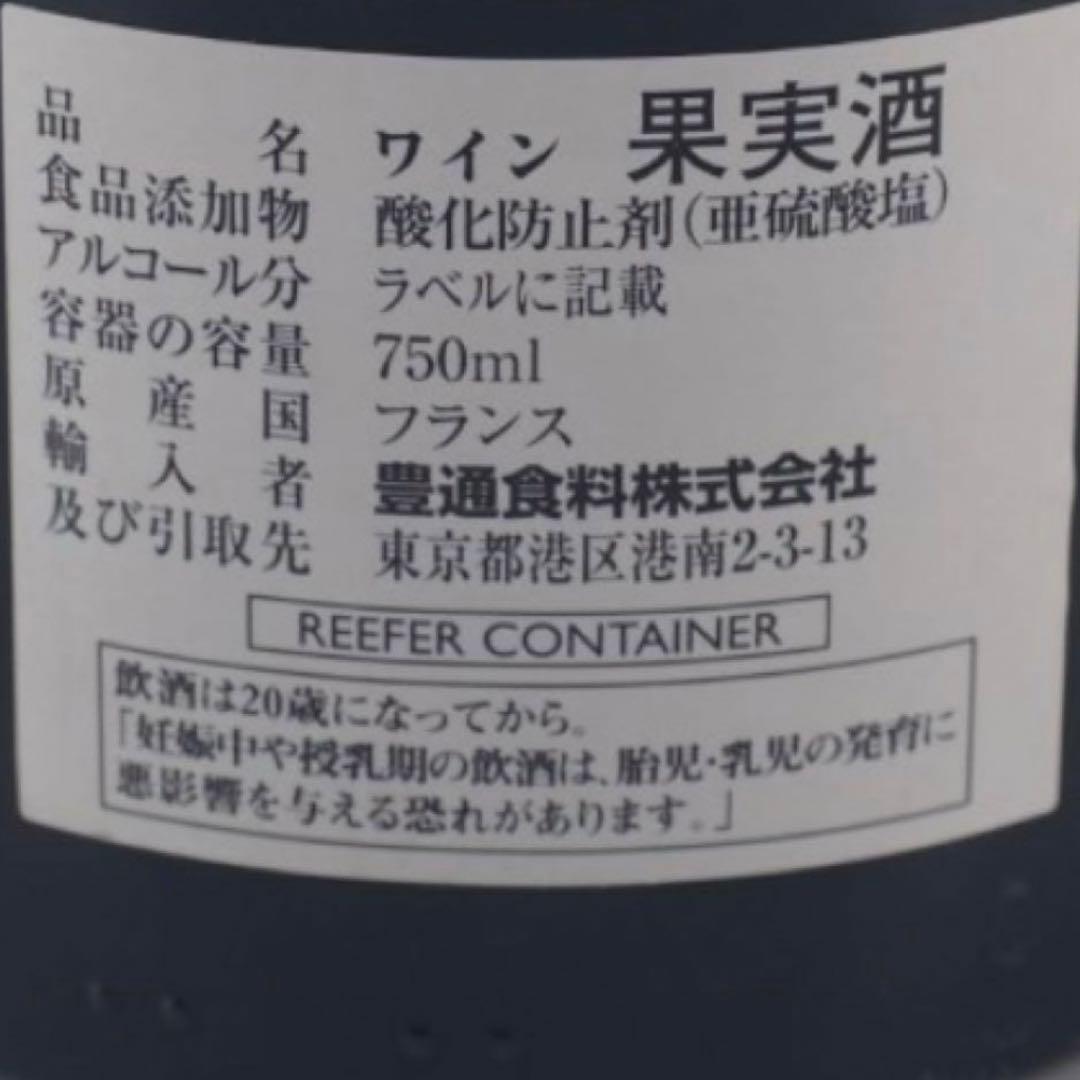 品名 ワイン 果実酒
食品添加物 酸化防止剤(亜硫酸塩)
アルコール分 ラベルに記載
容器の容量 750ml
原産国 フランス
輸入者 豊通食料株式会社
及び引取先 東京都港区港南2-3-13
REEFER CONTAINER
飲酒は20歳になってから。
「妊娠中や授乳期の飲酒は、胎児・乳児の発育に
悪影響を与える恐れがあります。」